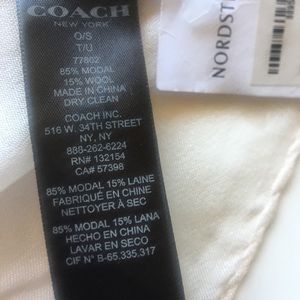 COACH
NEW YORK
O/S
T/U
77802
85% MODAL
15% WOOL
MADE IN CHINA
DRY CLEAN
COACH INC.
516 W. 34TH STREET
NY, NY
888-262-6224
RN# 132154
CA# 57398
85% MODAL 15% LAINE
FABRIQUÉ EN CHINE
NETTOYER À SEC
85% MODAL 15% LANA
HECHO EN CHINA
LAVAR EN SECO
CIF N° B-65.335.317
NORDST